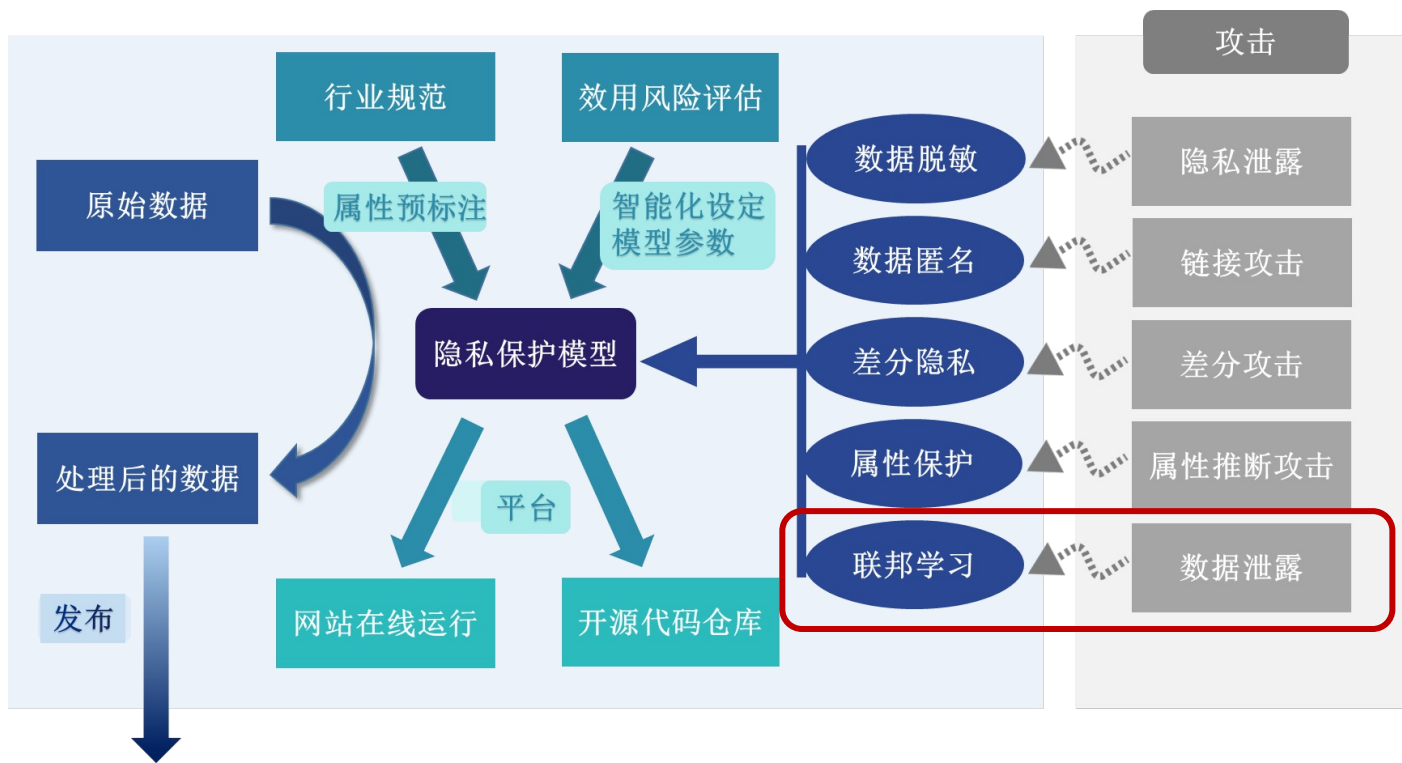 攻击
行业规范
效用风险评估
原始数据
属性预标注
智能化设定
模型参数
数据脱敏
隐私泄露
数据匿名
链接攻击
隐私保护模型
差分隐私
差分攻击
处理后的数据
属性保护
属性推断攻击
平台
联邦学习
数据泄露
发布
网站在线运行
开源代码仓库